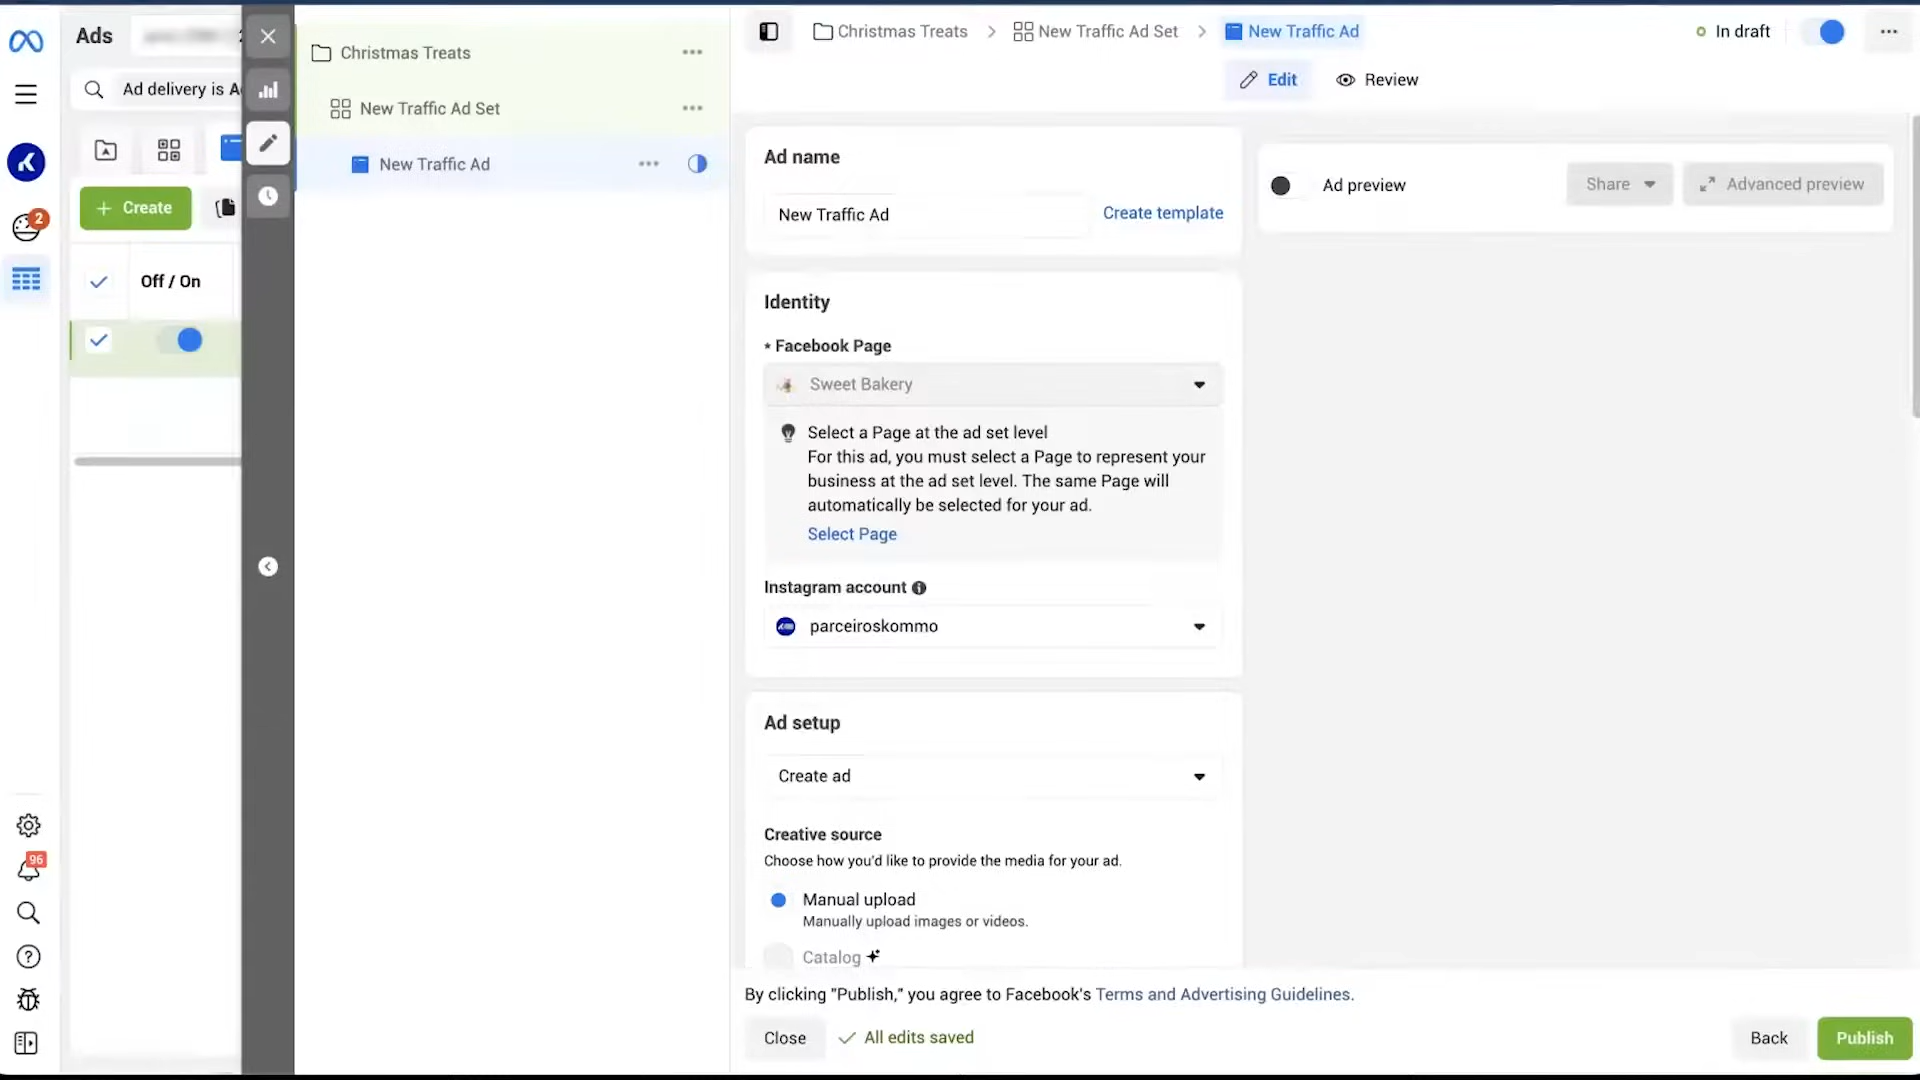 Ads
Ad delivery is A
2
Create
Off / On
96
Christmas Treats
New Traffic Ad Set
New Traffic Ad
Christmas Treats
New Traffic Ad Set
New Traffic Ad
In draft
Edit
Review
Ad name
New Traffic Ad
Create template
Identity
* Facebook Page
Sweet Bakery
Select a Page at the ad set level
For this ad, you must select a Page to represent your
business at the ad set level. The same Page will
automatically be selected for your ad.
Select Page
Instagram account
parceiroskommo
Ad setup
Create ad
Creative source
Choose how you'd like to provide the media for your ad.
Manual upload
Manually upload images or videos.
Catalog
Ad preview
Share
Advanced preview
By clicking "Publish," you agree to Facebook's Terms and Advertising Guidelines.
Close
All edits saved
Back
Publish